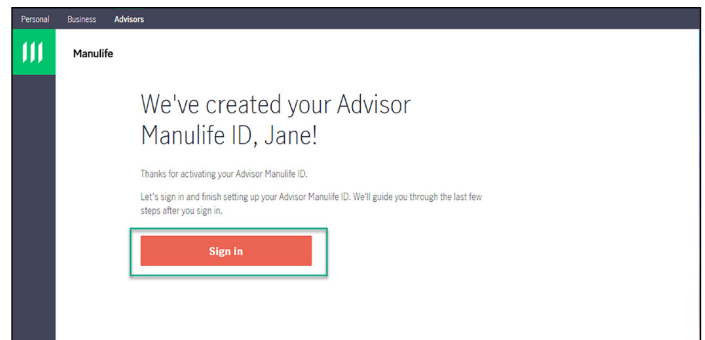 Personal Business Advisors
Manulife
We've created your Advisor
Manulife ID, Jane!
Thanks for activating your Advisor Manulife ID.
Let's sign in and finish setting up your Advisor Manulife ID. We'll guide you through the last few
steps after you sign in.
Sign in